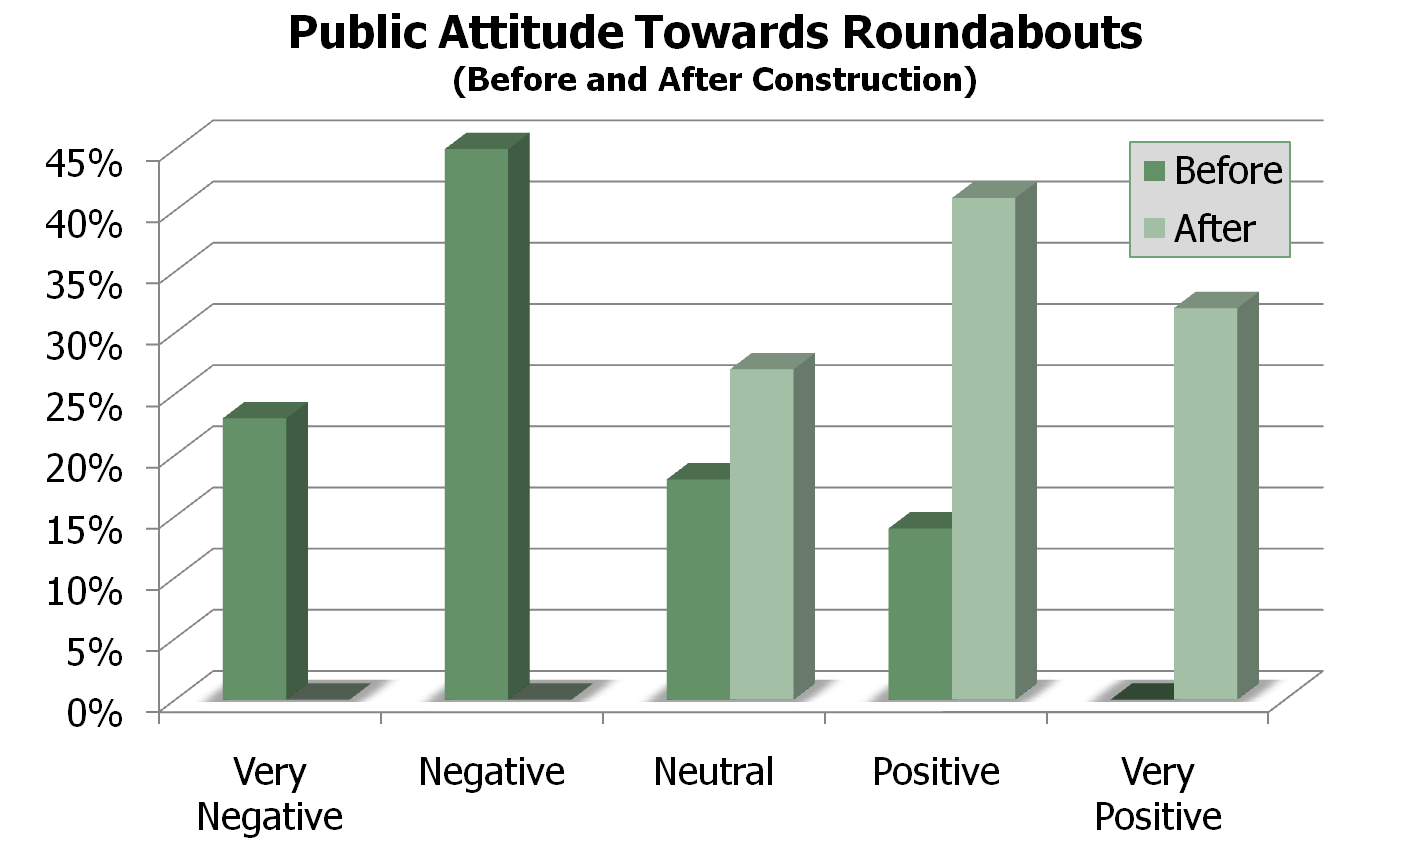 Public Attitude Towards Roundabouts
(Before and After Construction)
45%
40%
35%
30%
25%
20%
15%
10%
5%
0%
Before
After
Very
Negative
Negative
Neutral
Positive
Very
Positive